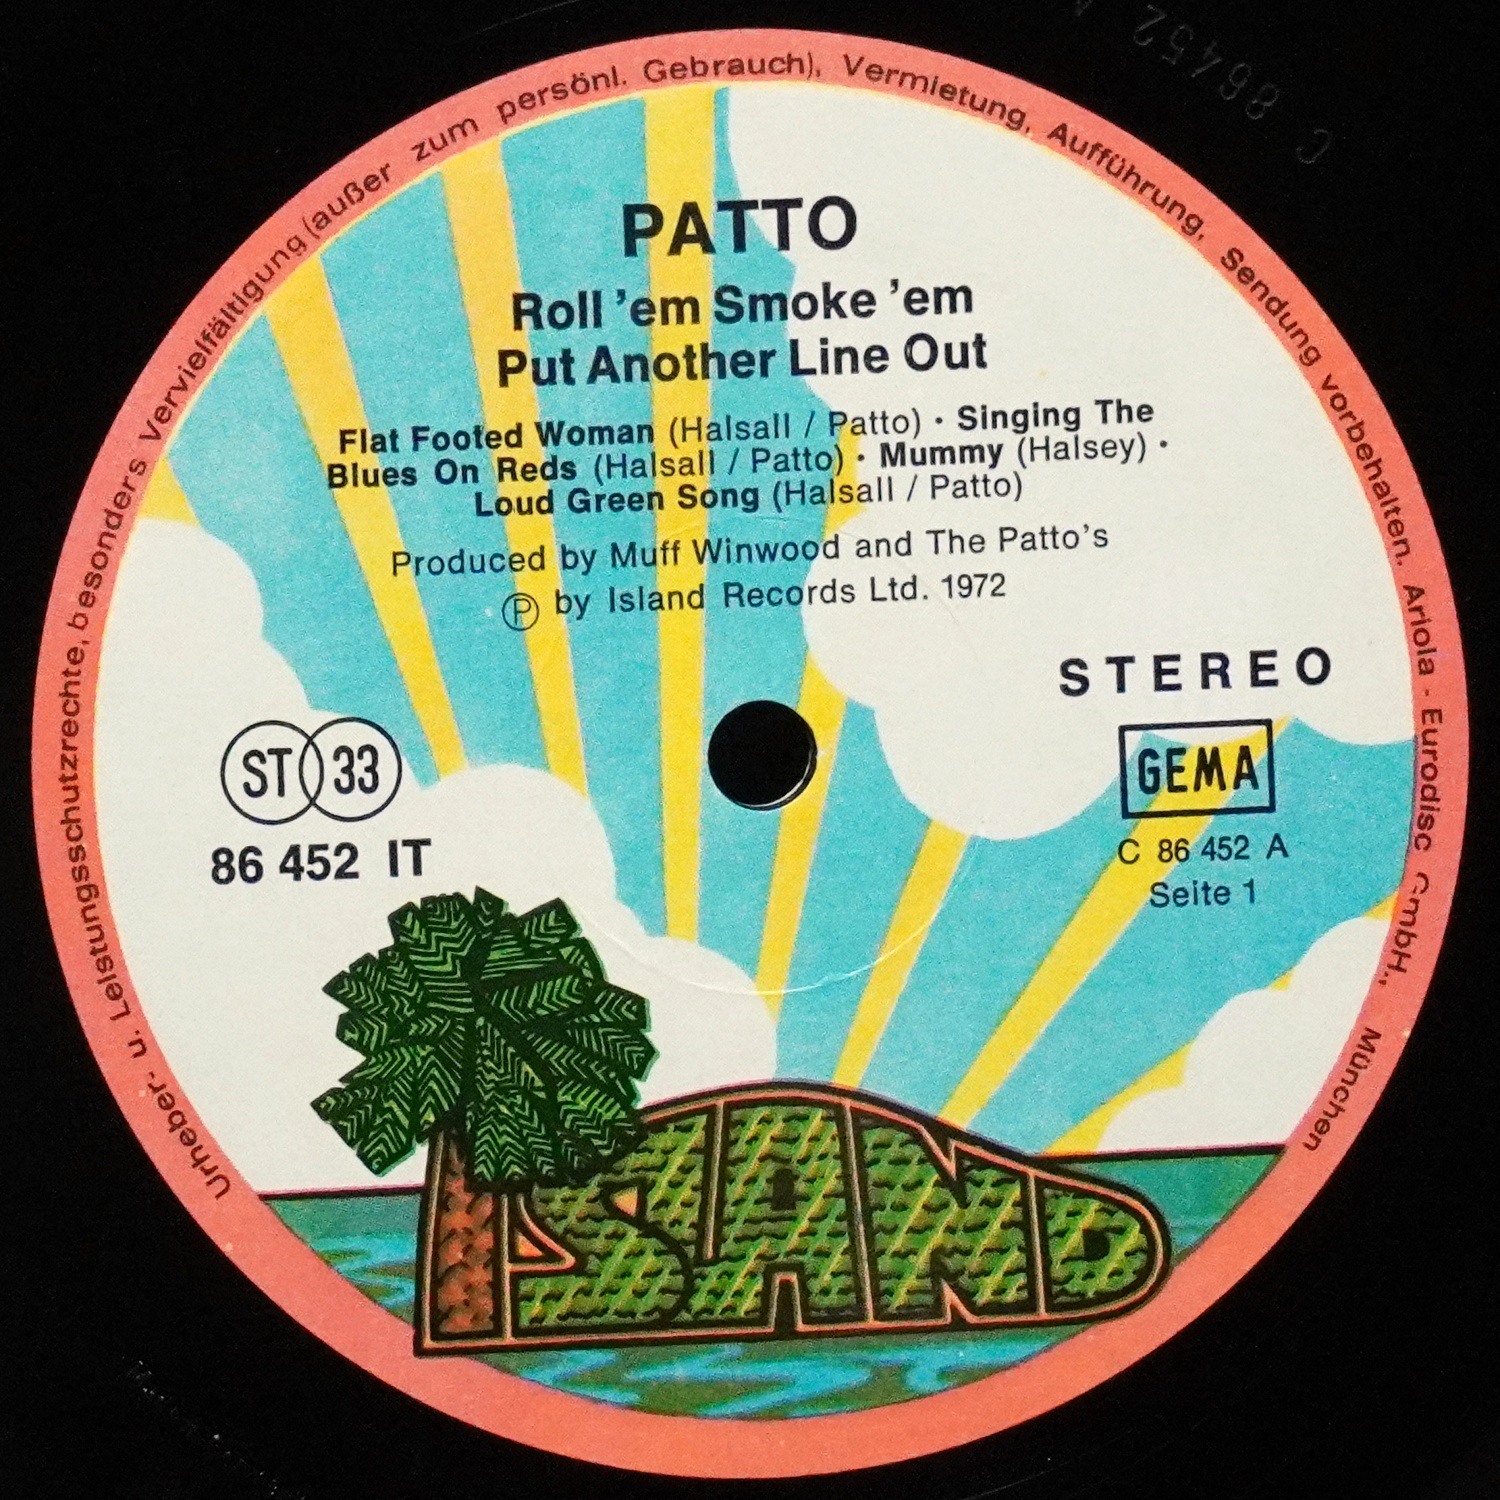 PATTO
Roll 'em Smoke 'em
Put Another Line Out
Flat Footed Woman (Halsall / Patto) · Singing The
Blues On Reds (Halsall / Patto) · Mummy (Halsey) ·
Loud Green Song (Halsall / Patto)
Produced by Muff Winwood and The Patto's
Ⓟ by Island Records Ltd. 1972
STEREO
ST 33
86 452 IT
GEMA
C 86 452 A
Seite 1
ISLAND
Urheber- u. Leistungsschutzrechte, besonders Vervielfältigung (außer zum persönl. Gebrauch), Vermietung, Aufführung, Sendung vorbehalten. Ariola - Eurodisc GmbH., München
C 86452